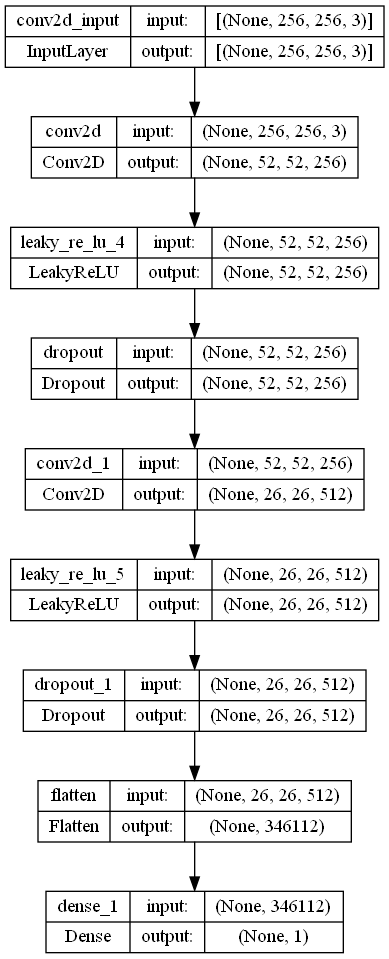 conv2d_input input: [(None, 256, 256, 3)]
InputLayer output: [(None, 256, 256, 3)]
conv2d input: (None, 256, 256, 3)
Conv2D output: (None, 52, 52, 256)
leaky_re_lu_4 input: (None, 52, 52, 256)
LeakyReLU output: (None, 52, 52, 256)
dropout input: (None, 52, 52, 256)
Dropout output: (None, 52, 52, 256)
conv2d_1 input: (None, 52, 52, 256)
Conv2D output: (None, 26, 26, 512)
leaky_re_lu_5 input: (None, 26, 26, 512)
LeakyReLU output: (None, 26, 26, 512)
dropout_1 input: (None, 26, 26, 512)
Dropout output: (None, 26, 26, 512)
flatten input: (None, 26, 26, 512)
Flatten output: (None, 346112)
dense_1 input: (None, 346112)
Dense output: (None, 1)